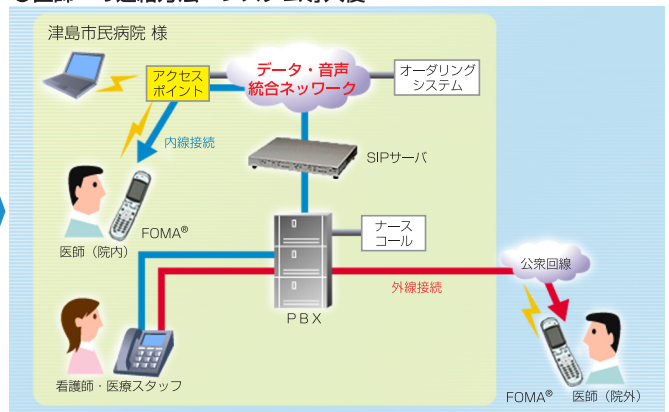 津島市民病院 様
アクセス
ポイント
データ・音声
統合ネットワーク
オーダリング
システム
内線接続
SIPサーバ
FOMA®
医師（院内）
ナース
コール
公衆回線
外線接続
PBX
看護師・医療スタッフ
FOMA®
医師（院外）